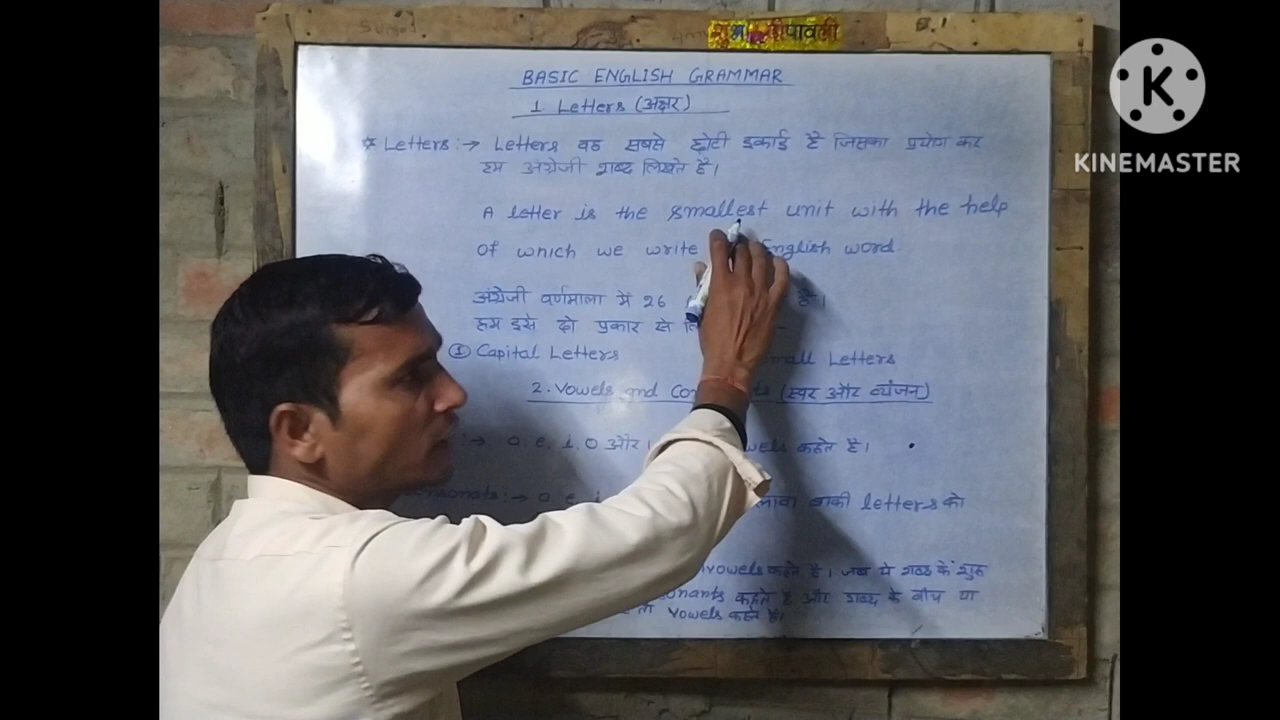 शुभ दीपावली
K
KINEMASTER
BASIC ENGLISH GRAMMAR
1. Letters (अक्षर)
* Letters :→ Letters वह सबसे छोटी इकाई है जिसका प्रयोग कर
हम अंग्रेजी शब्द लिखते है।
A letter is the smallest unit with the help
of which we write English word.
अंग्रेजी वर्णमाला में 26 है।
हम इसे दो प्रकार से
① Capital Letters Small Letters
2. Vowels and (स्वर और व्यंजन)
:→ a, e, i, o और कहते है।
:→ a, e, i बाकी letters को
vowels कहते है। जब ये शब्द के शुरू
कहते है और शब्द के बीच या
Vowels कहते है।